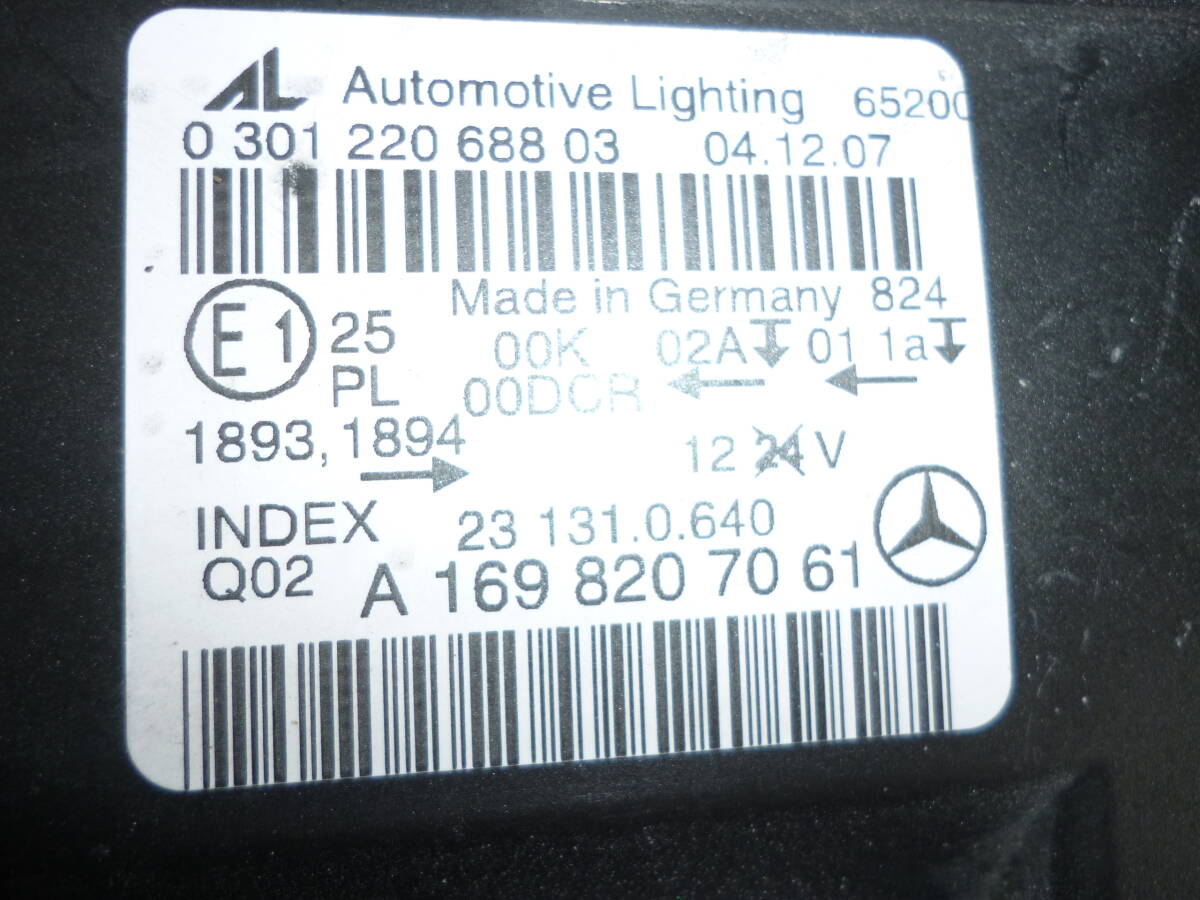 AL Automotive Lighting 65200
0 301 220 688 03 04.12.07
Made in Germany 824
E1 25 00K 02A 01 1a
PL 00DCR
1893, 1894 12 24 V
INDEX 23 131.0.640
Q02 A 169 820 70 61